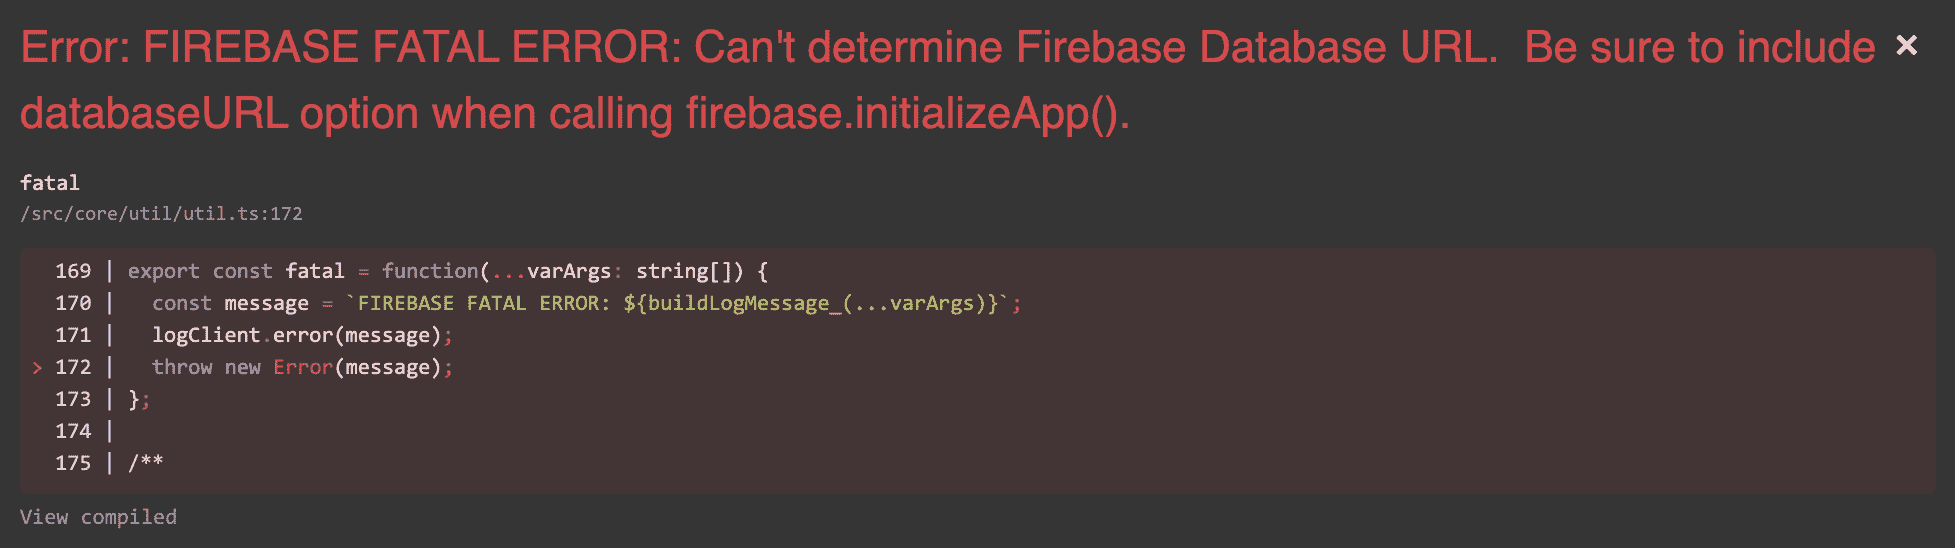 Error: FIREBASE FATAL ERROR: Can't determine Firebase Database URL.  Be sure to include ×
databaseURL option when calling firebase.initializeApp().
fatal
/src/core/util/util.ts:172
  169 | export const fatal = function(...varArgs: string[]) {
  170 |   const message = `FIREBASE FATAL ERROR: ${buildLogMessage_(...varArgs)}`;
  171 |   logClient.error(message);
> 172 |   throw new Error(message);
  173 | };
  174 |
  175 | /**
View compiled